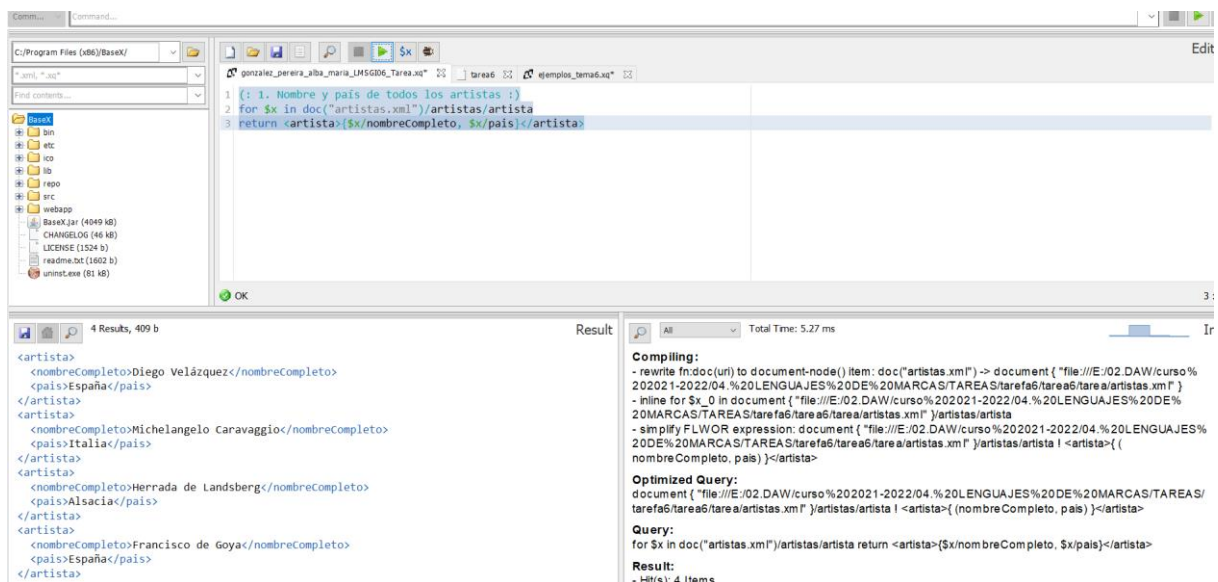 Comm...
Command...
C:/Program Files (x86)/BaseX/
Edit
*.xml, *.xq*
Find contents...
BaseX
bin
etc
ico
lib
repo
src
webapp
BaseX.jar (4049 kB)
CHANGELOG (46 kB)
LICENSE (1524 b)
readme.txt (1602 b)
uninst.exe (81 kB)
$x
gonzalez_pereira_alba_maria_LMSGI06_Tarea.xq*
tarea6
ejemplos_tema6.xq*
1 (: 1. Nombre y país de todos los artistas :)
2 for $x in doc("artistas.xml")/artistas/artista
3 return <artista>{$x/nombreCompleto, $x/pais}</artista>
OK
3 :
4 Results, 409 b
Result
<artista>
<nombreCompleto>Diego Velázquez</nombreCompleto>
<pais>España</pais>
</artista>
<artista>
<nombreCompleto>Michelangelo Caravaggio</nombreCompleto>
<pais>Italia</pais>
</artista>
<artista>
<nombreCompleto>Herrada de Landsberg</nombreCompleto>
<pais>Alsacia</pais>
</artista>
<artista>
<nombreCompleto>Francisco de Goya</nombreCompleto>
<pais>España</pais>
</artista>
All
Total Time: 5.27 ms
Ir
Compiling:
- rewrite fn:doc(uri) to document-node() item: doc("artistas.xml") -> document { "file:///E:/02.DAW/curso%
202021-2022/04.%20LENGUAJES%20DE%20MARCAS/TAREAS/tarefa6/tarea6/tarea/artistas.xml" }
- inline for $x_0 in document { "file:///E:/02.DAW/curso%202021-2022/04.%20LENGUAJES%20DE%
20MARCAS/TAREAS/tarefa6/tarea6/tarea/artistas.xml" }/artistas/artista
- simplify FLWOR expression: document { "file:///E:/02.DAW/curso%202021-2022/04.%20LENGUAJES%
20DE%20MARCAS/TAREAS/tarefa6/tarea6/tarea/artistas.xml" }/artistas/artista ! <artista>{ (
nombreCompleto, pais) }</artista>
Optimized Query:
document { "file:///E:/02.DAW/curso%202021-2022/04.%20LENGUAJES%20DE%20MARCAS/TAREAS/
tarefa6/tarea6/tarea/artistas.xml" }/artistas/artista ! <artista>{ (nombreCompleto, pais) }</artista>
Query:
for $x in doc("artistas.xml")/artistas/artista return <artista>{$x/nombreCompleto, $x/pais}</artista>
Result:
- Hit(s): 4 Items